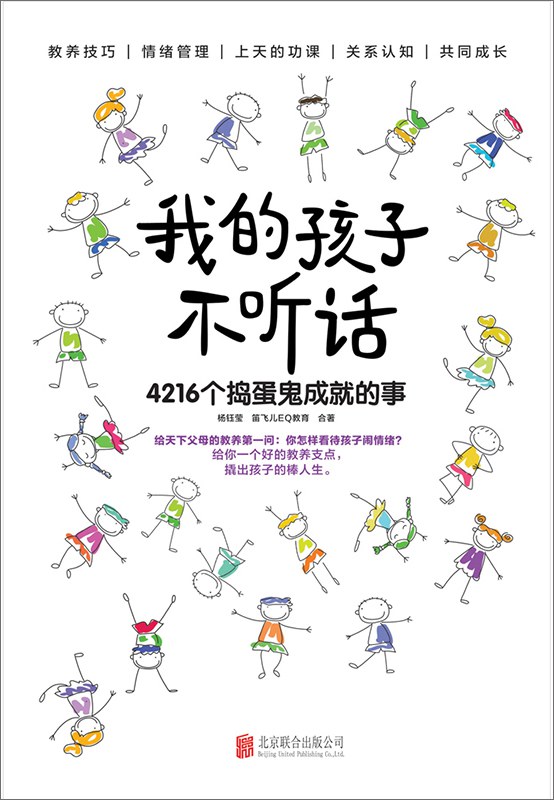 教养技巧 | 情绪管理 | 上天的功课 | 关系认知 | 共同成长
我的孩子
不听话
4216个捣蛋鬼成就的事
杨钰莹 笛飞儿EQ教育 合著
给天下父母的教养第一问：你怎样看待孩子闹情绪？
给你一个好的教养支点，
撬出孩子的棒人生。
北京联合出版公司
Beijing United Publishing Co.,Ltd.